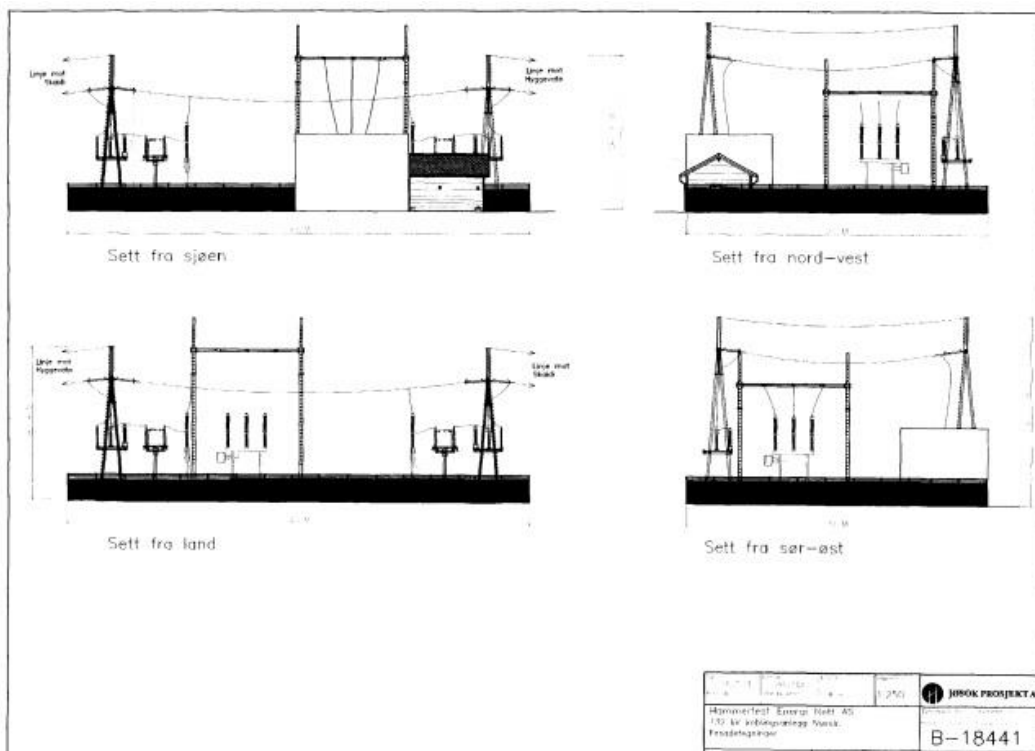 Linje mot
Skaidi
Linje mot
Hyggevatn
Sett fra sjøen
Sett fra nord-vest
Linje mot
Hyggevatn
Linje mot
Skaidi
Sett fra land
Sett fra sør-øst
1:250
JØSOK PROSJEKT A
Hammerfest Energi Nett AS
132 kV koblingsanlegg
Fasadetegninger
B-18441